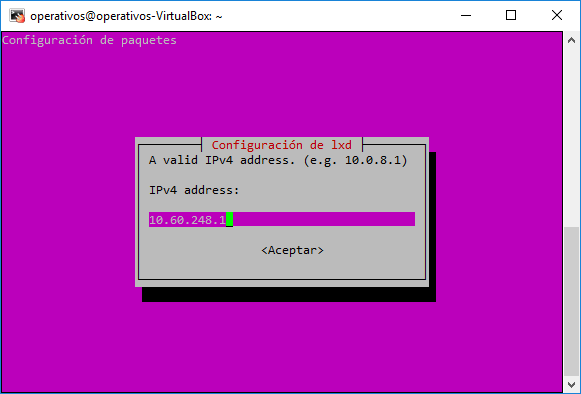 operativos@operativos-VirtualBox: ~
Configuración de paquetes
Configuración de lxd
A valid IPv4 address. (e.g. 10.0.8.1)
IPv4 address:
10.60.248.1
<Aceptar>